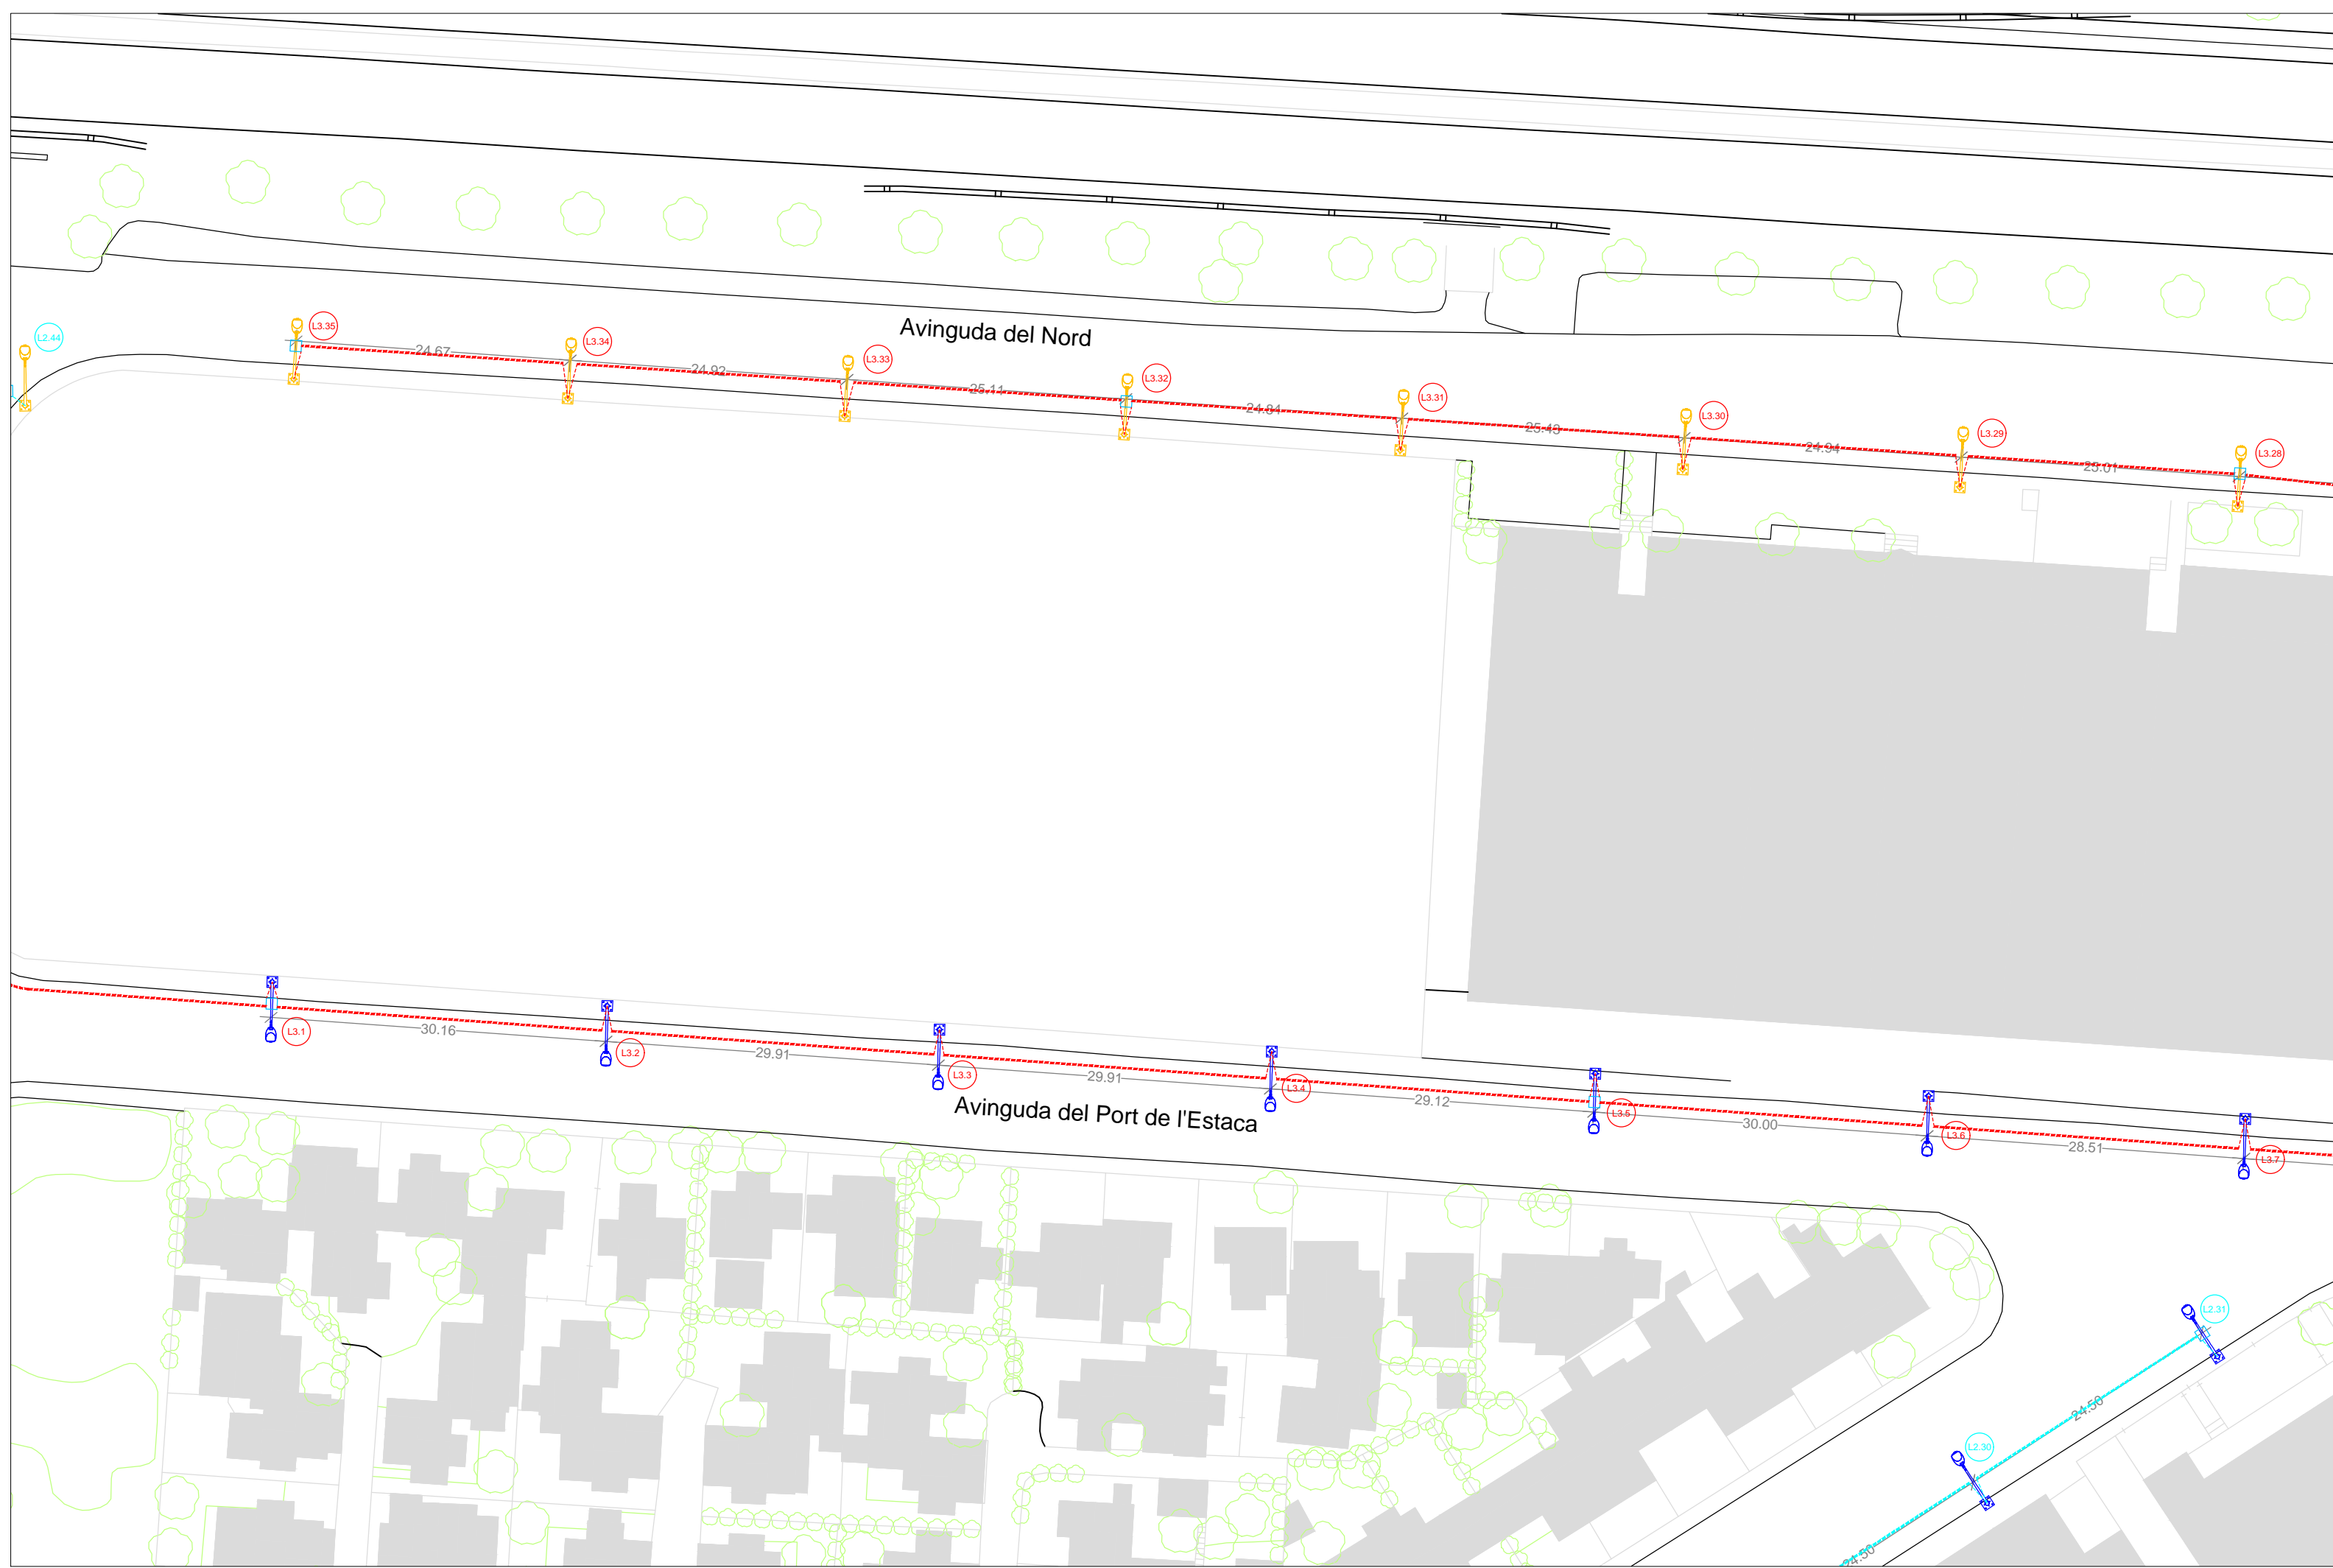 L3.35
L2.44
L3.34
24.67
Avinguda del Nord
L3.33
24.92
L3.32
25.11
L3.31
24.84
L3.30
25.43
L3.29
24.94
L3.28
25.01
L3.1
30.16
L3.2
29.91
L3.3
29.91
L3.4
29.12
Avinguda del Port de l'Estaca
L3.5
30.00
L3.6
28.51
L3.7
L2.31
24.50
L2.30
24.50